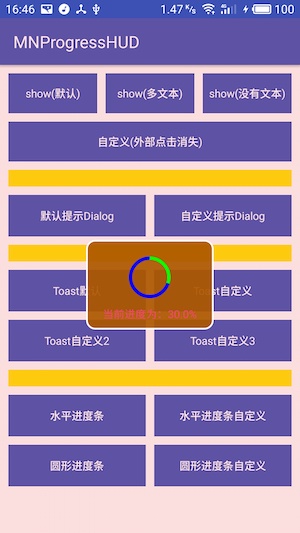 16:46 1.47 K/s 100
MNProgressHUD
show(默认) show(多文本) show(没有文本)
自定义(外部点击消失)
默认提示Dialog 自定义提示Dialog
Toast默认 Toast自定义
当前进度为：30.0%
Toast自定义2 Toast自定义3
水平进度条 水平进度条自定义
圆形进度条 圆形进度条自定义